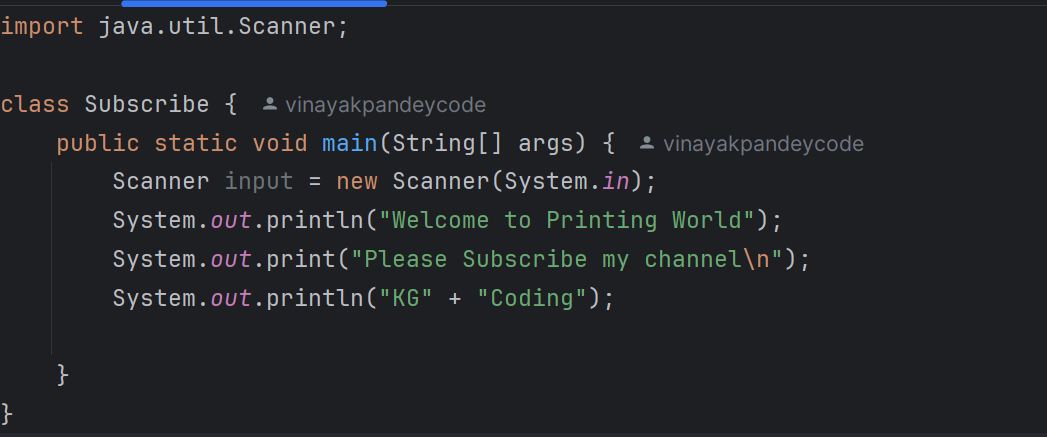 import java.util.Scanner;
class Subscribe { vinayakpandeycode
public static void main(String[] args) { vinayakpandeycode
Scanner input = new Scanner(System.in);
System.out.println("Welcome to Printing World");
System.out.print("Please Subscribe my channel\n");
System.out.println("KG" + "Coding");
}
}